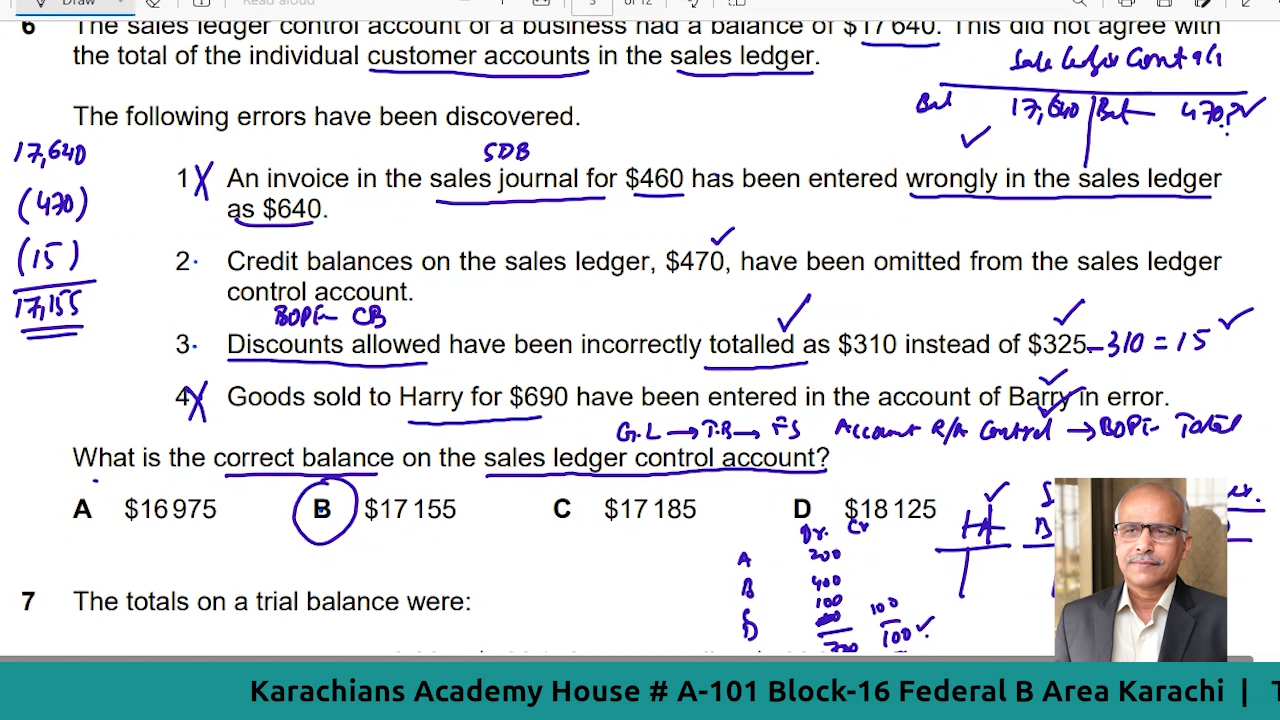 Draw
Read aloud
of 12
6 The sales ledger control account of a business had a balance of $17 640. This did not agree with
the total of the individual customer accounts in the sales ledger.
Sale ledger Control
Bal 17,640 Bal 470
The following errors have been discovered.
17,640
(470)
(15)
17,155
SDB
1 An invoice in the sales journal for $460 has been entered wrongly in the sales ledger
as $640.
2 Credit balances on the sales ledger, $470, have been omitted from the sales ledger
control account.
BOPE CB
3 Discounts allowed have been incorrectly totalled as $310 instead of $325. -310 = 15
4 Goods sold to Harry for $690 have been entered in the account of Barry in error.
G.L → T.B → FS Account R/A Control → BOPE Total
What is the correct balance on the sales ledger control account?
A $16 975 B $17 155 C $17 185 D $18 125
Dr. Cr
A 200
B 400
100 100
D
100
7 The totals on a trial balance were:
Karachians Academy House # A-101 Block-16 Federal B Area Karachi |